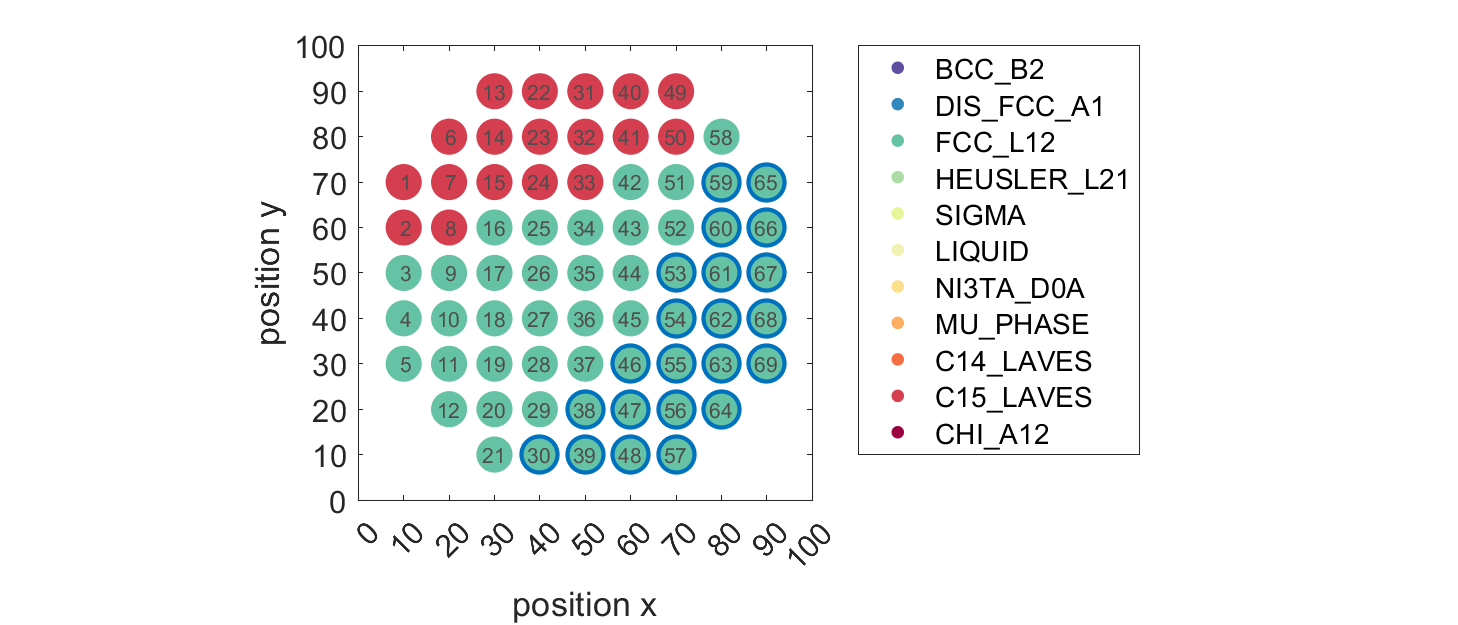 100
90
80
70
60
50
40
30
20
10
0
position y
13 22 31 40 49
6 14 23 32 41 50 58
1 7 15 24 33 42 51 59 65
2 8 16 25 34 43 52 60 66
3 9 17 26 35 44 53 61 67
4 10 18 27 36 45 54 62 68
5 11 19 28 37 46 55 63 69
12 20 29 38 47 56 64
21 30 39 48 57
0 10 20 30 40 50 60 70 80 90 100
position x
BCC_B2
DIS_FCC_A1
FCC_L12
HEUSLER_L21
SIGMA
LIQUID
NI3TA_D0A
MU_PHASE
C14_LAVES
C15_LAVES
CHI_A12